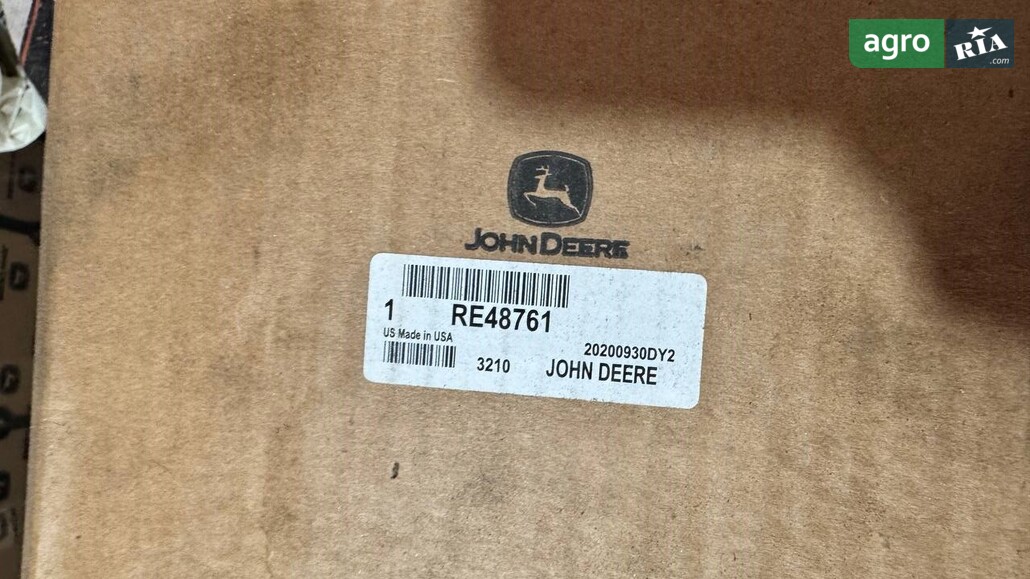 agro RIA
.com
JOHN DEERE
1 RE48761
US Made in USA
20200930DY2
3210 JOHN DEERE